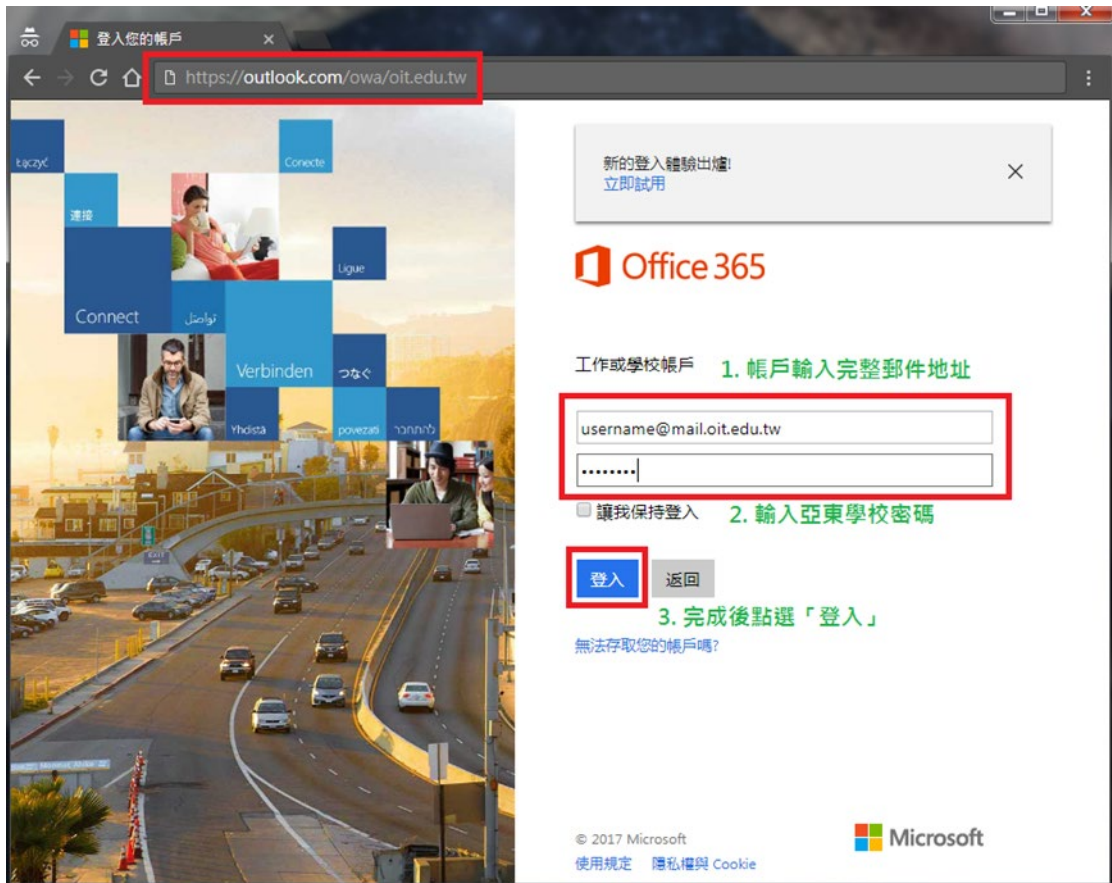 登入您的帳戶
https://outlook.com/owa/oit.edu.tw
Łączyć
Conecte
連接
Ligue
Connect
تواصل
Verbinden
つなぐ
Yhdistä
povezati
להתחבר
新的登入體驗出爐!
立即試用
Office 365
工作或學校帳戶
1. 帳戶輸入完整郵件地址
username@mail.oit.edu.tw
••••••••
讓我保持登入
2. 輸入亞東學校密碼
登入
返回
3. 完成後點選「登入」
無法存取您的帳戶嗎?
© 2017 Microsoft
Microsoft
使用規定 隱私權與 Cookie